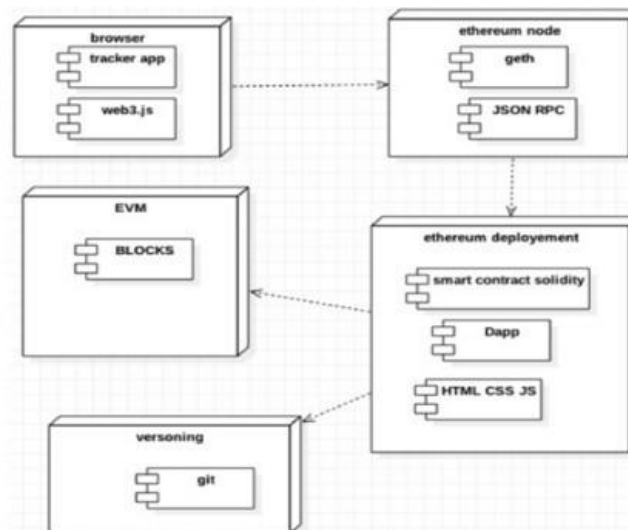 browser
tracker app
web3.js
ethereum node
geth
JSON RPC
EVM
BLOCKS
ethereum deployement
smart contract solidity
Dapp
HTML CSS JS
versoning
git